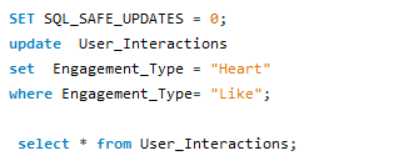 SET SQL_SAFE_UPDATES = 0;
update  User_Interactions
set  Engagement_Type = "Heart"
where Engagement_Type= "Like";
select * from User_Interactions;